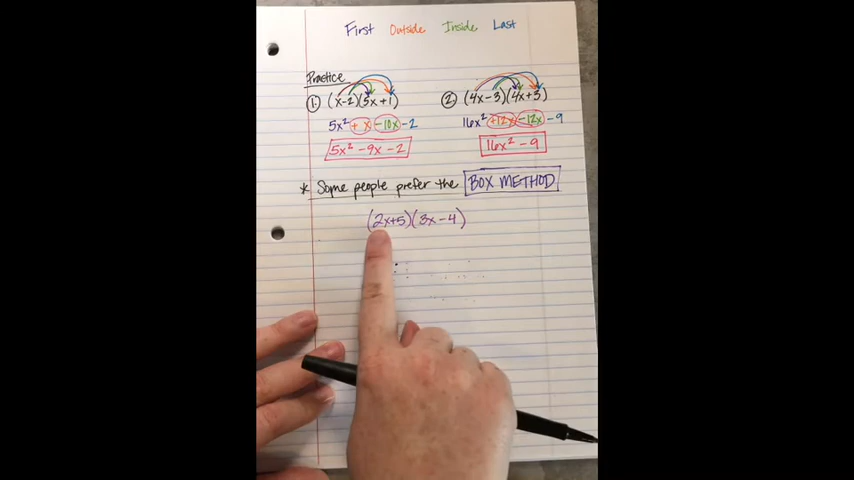 First Outside Inside Last
Practice
① (x-2)(5x+1)
5x² + x -10x -2
5x² -9x -2
② (4x-3)(4x+3)
16x² +12x -12x -9
16x² -9
* Some people prefer the BOX METHOD
(2x+5)(3x-4)